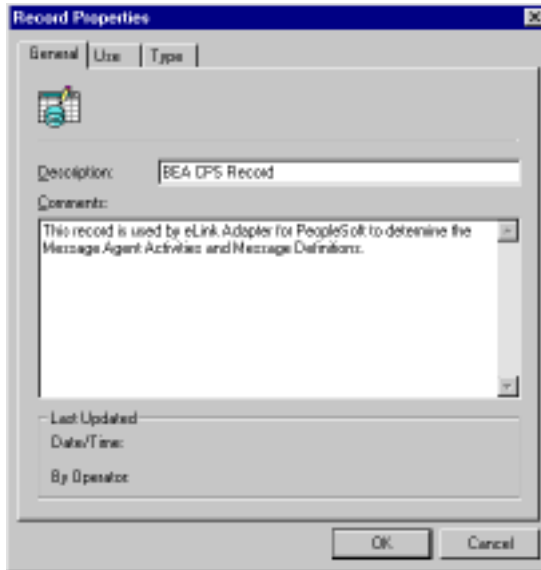 Record Properties
General Use Type
Description: BEA CPS Record
Comments:
This record is used by eLink Adapter for PeopleSoft to determine the
Message Agent Activities and Message Definitions.
Last Updated
Date/Time:
By Operator:
OK Cancel